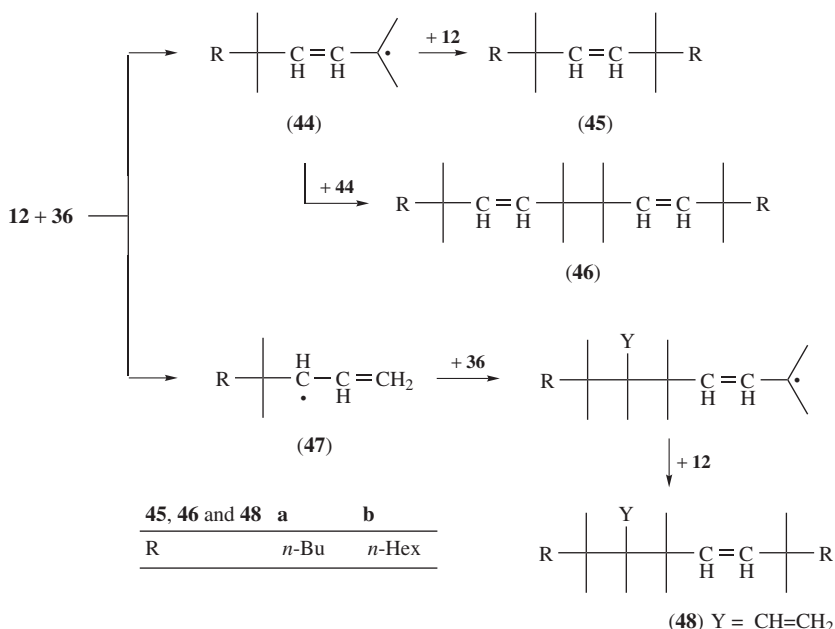 R C=C + 12 R C=C R
H H H H
(44) (45)
+ 44
R C=C C=C R
H H H H
(46)
12 + 36
R H C C=CH2 + 36 R Y C=C
• H H H
(47)
+ 12
45, 46 and 48 a b
R n-Bu n-Hex
R Y C=C R
H H
(48) Y = CH=CH2